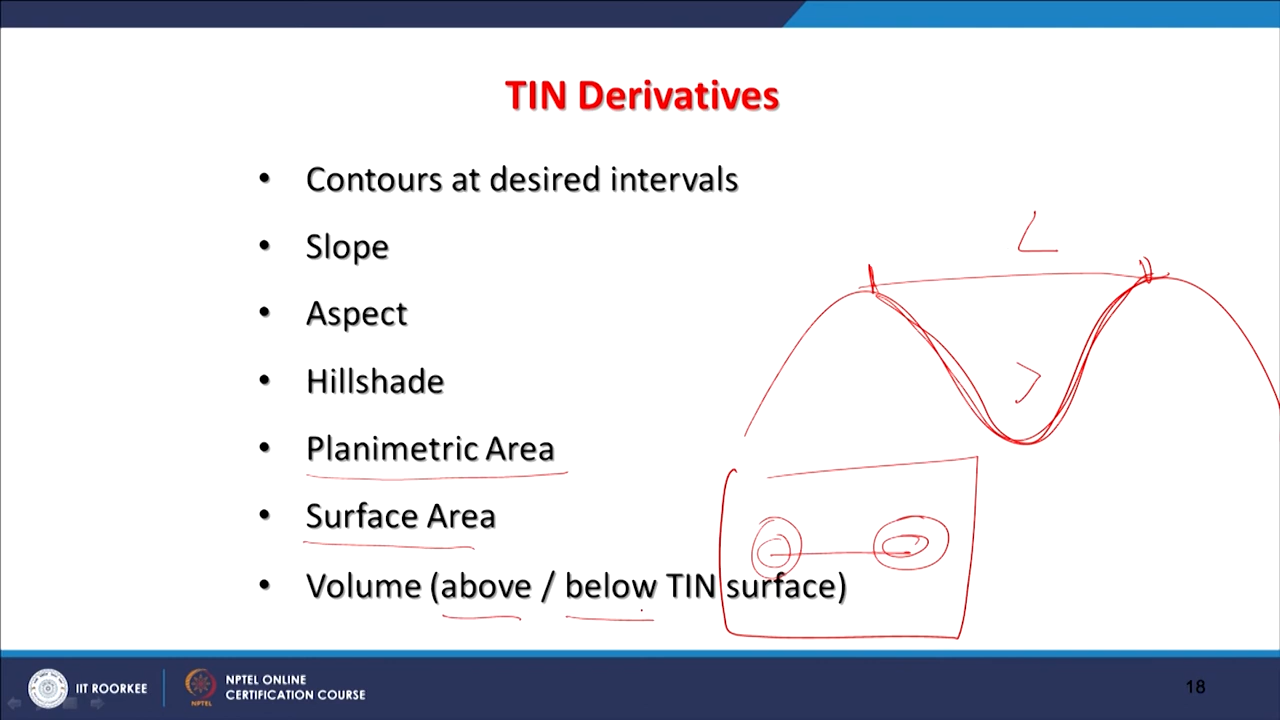 TIN Derivatives
• Contours at desired intervals
• Slope
• Aspect
• Hillshade
• Planimetric Area
• Surface Area
• Volume (above / below TIN surface)
IIT ROORKEE
NPTEL ONLINE
CERTIFICATION COURSE
18